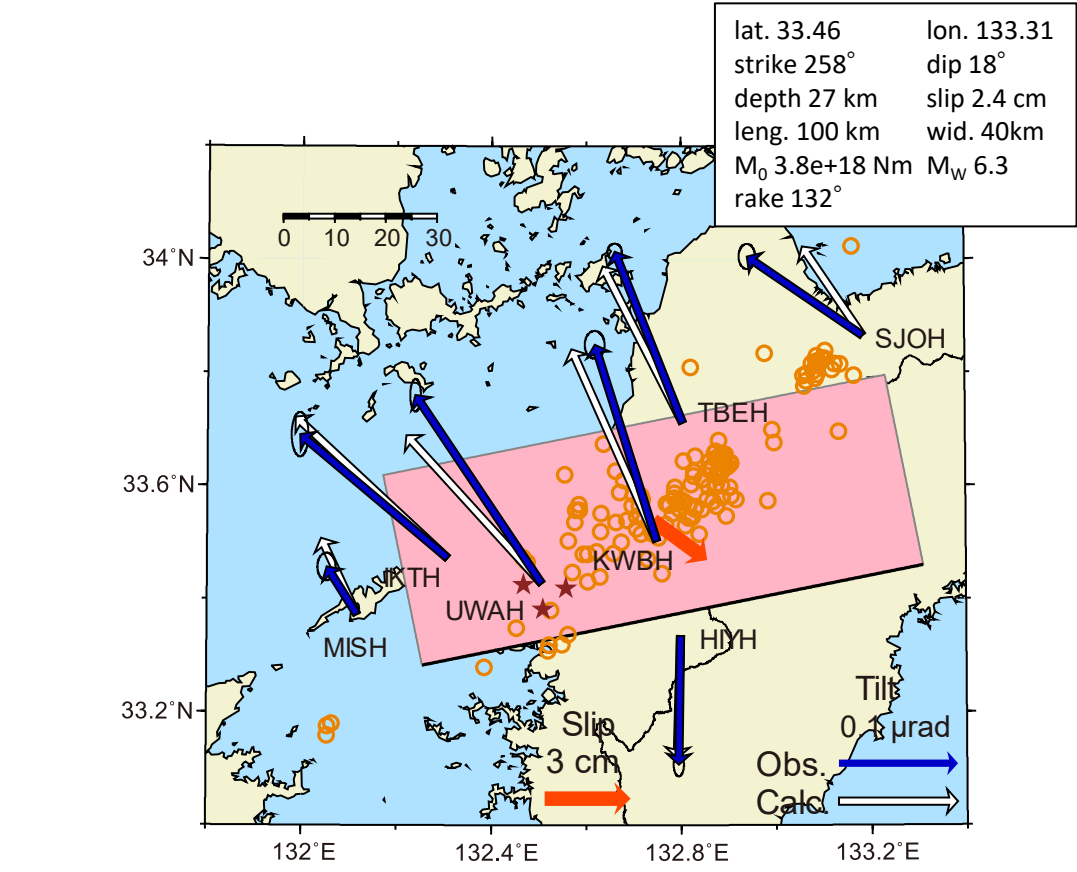 lat. 33.46 lon. 133.31
strike 258° dip 18°
depth 27 km slip 2.4 cm
leng. 100 km wid. 40km
M₀ 3.8e+18 Nm M_W 6.3
rake 132°
0 10 20 30
34°N
SJOH
TBEH
33.6°N
KWBH
IKTH
UWAH
MISH
HIYH
33.2°N
Tilt
0.1 μrad
Slip
3 cm
Obs.
Calc.
132°E 132.4°E 132.8°E 133.2°E